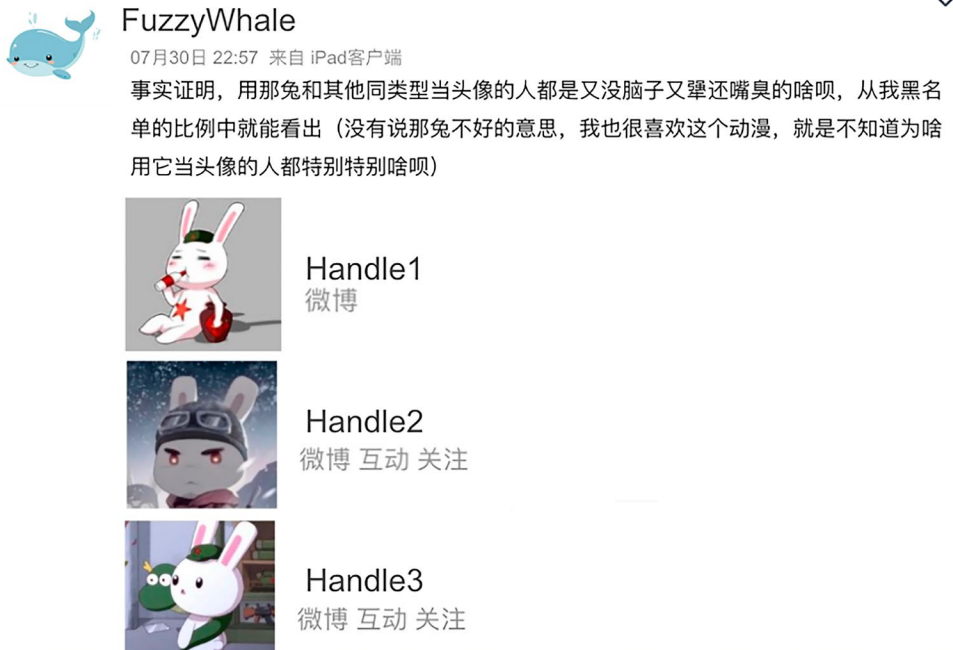 FuzzyWhale
07月30日 22:57 来自 iPad客户端
事实证明，用那兔和其他同类型当头像的人都是又没脑子又犟还嘴臭的啥呗，从我黑名
单的比例中就能看出（没有说那兔不好的意思，我也很喜欢这个动漫，就是不知道为啥
用它当头像的人都特别特别啥呗）
Handle1
微博
Handle2
微博 互动 关注
Handle3
微博 互动 关注